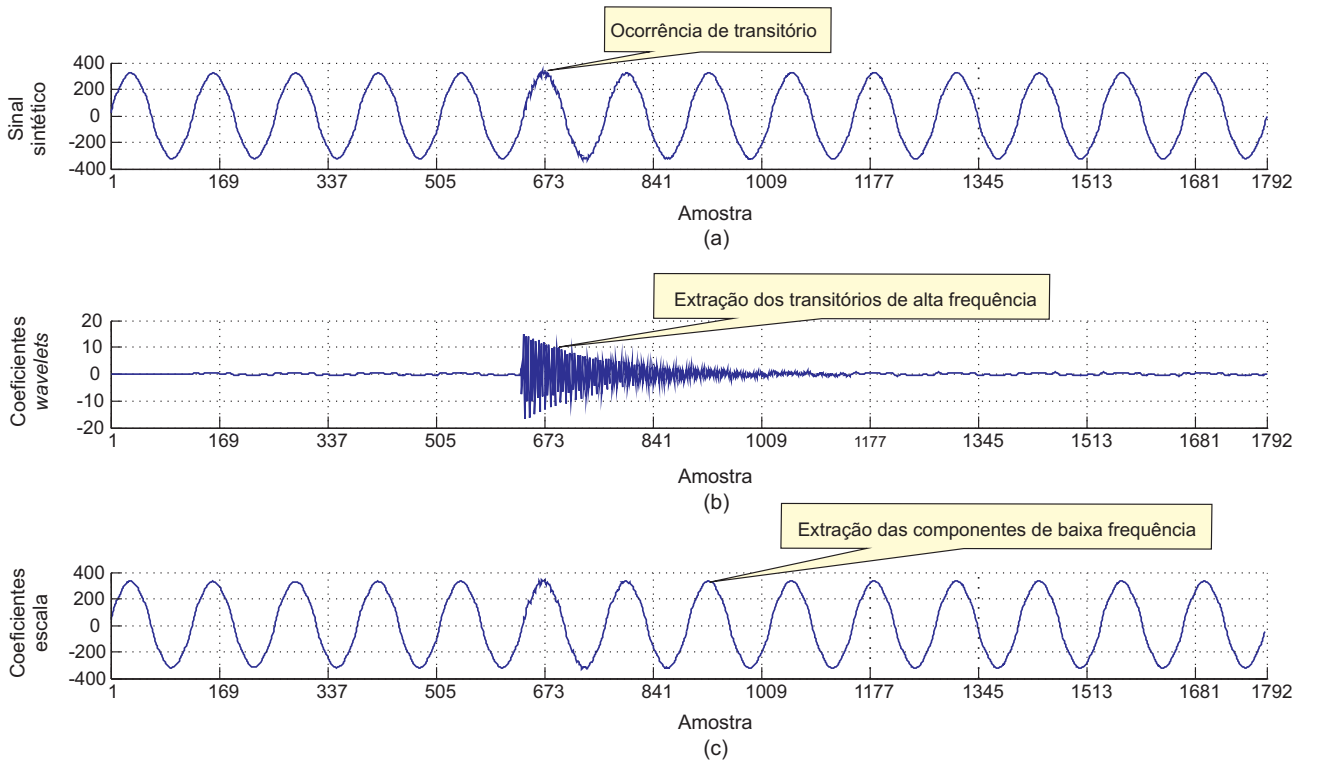 Ocorrência de transitório
Sinal
sintético
400
200
0
-200
-400
1 169 337 505 673 841 1009 1177 1345 1513 1681 1792
Amostra
(a)
Extração dos transitórios de alta frequência
Coeficientes
wavelets
20
10
0
-10
-20
1 169 337 505 673 841 1009 1177 1345 1513 1681 1792
Amostra
(b)
Extração das componentes de baixa frequência
Coeficientes
escala
400
200
0
-200
-400
1 169 337 505 673 841 1009 1177 1345 1513 1681 1792
Amostra
(c)